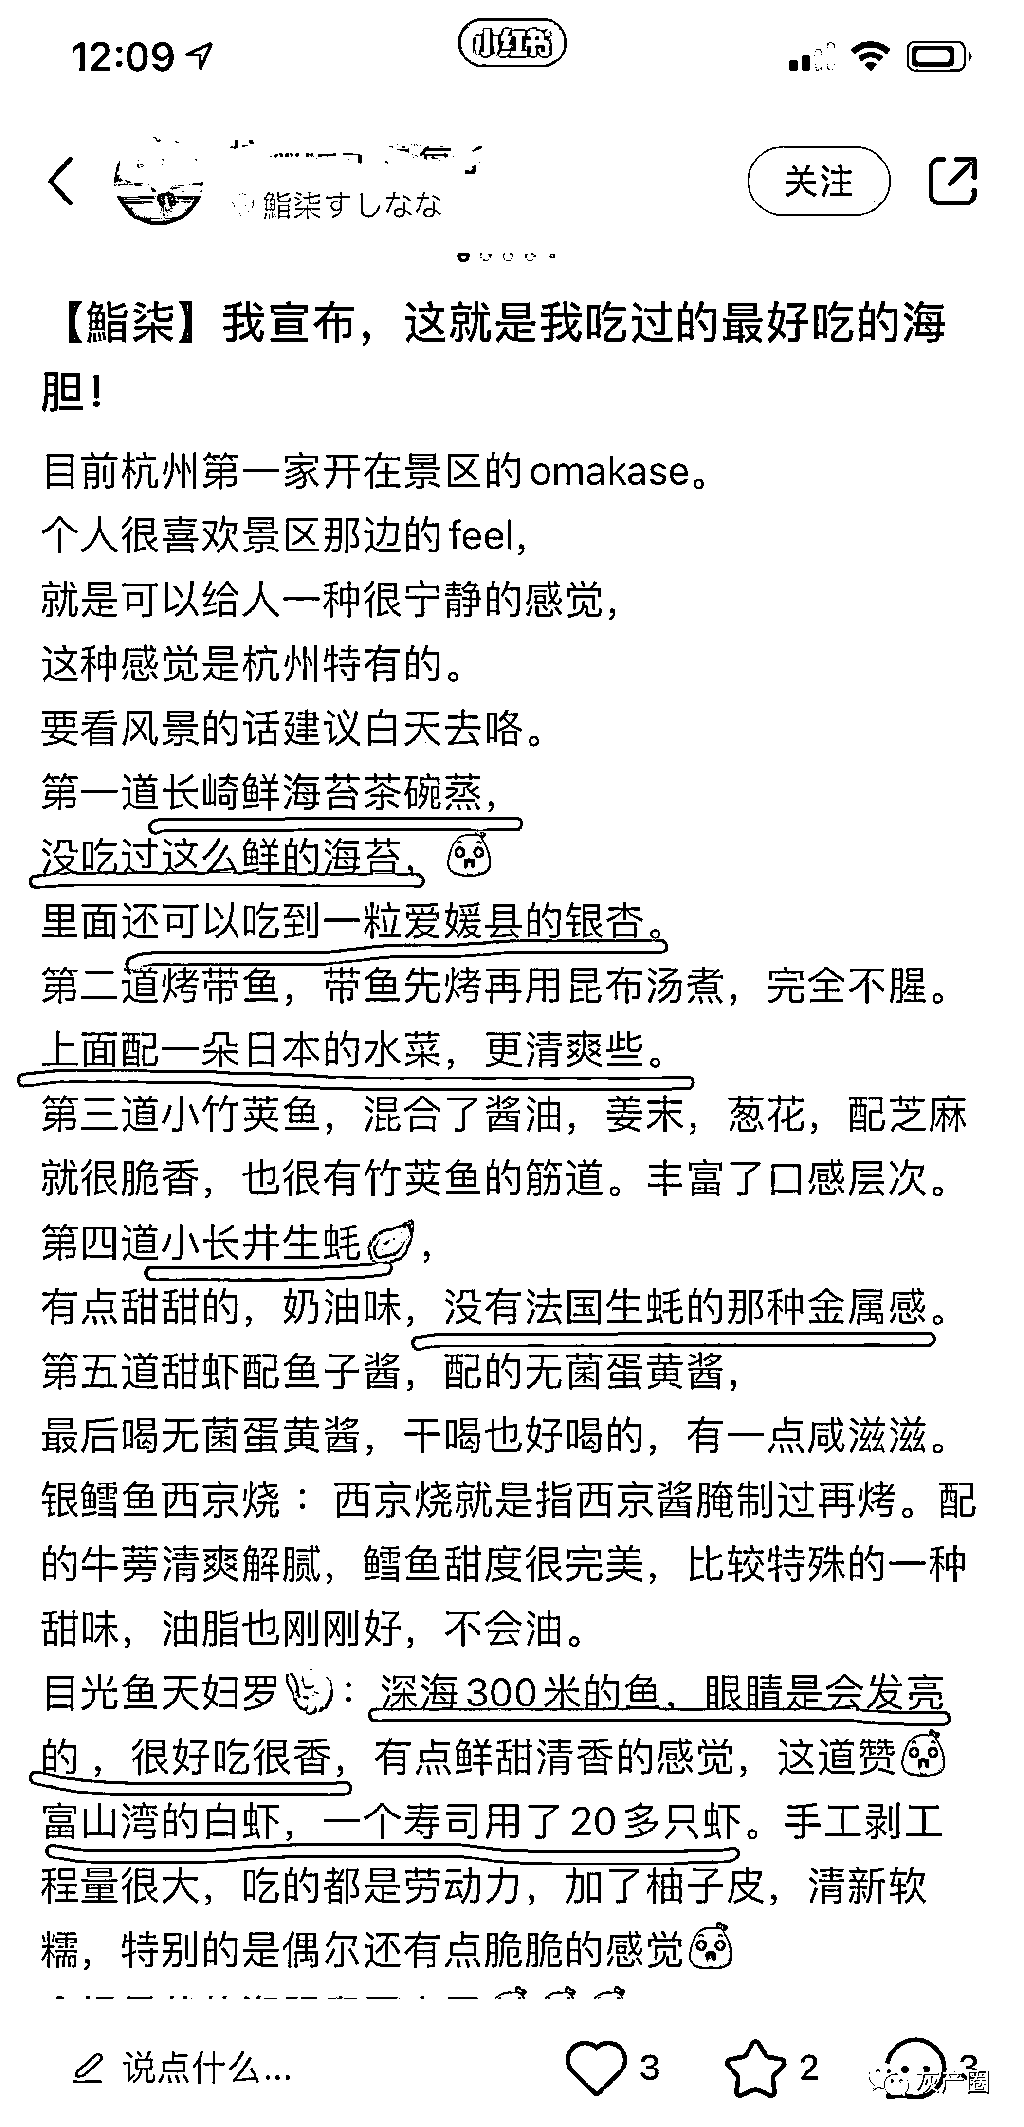 12:09
小红书
鮨柒すしなな
关注
【鮨柒】我宣布，这就是我吃过的最好吃的海
胆！
目前杭州第一家开在景区的omakase。
个人很喜欢景区那边的feel，
就是可以给人一种很宁静的感觉，
这种感觉是杭州特有的。
要看风景的话建议白天去咯。
第一道长崎鲜海苔茶碗蒸，
没吃过这么鲜的海苔，
里面还可以吃到一粒爱媛县的银杏。
第二道烤带鱼，带鱼先烤再用昆布汤煮，完全不腥。
上面配一朵日本的水菜，更清爽些。
第三道小竹荚鱼，混合了酱油，姜末，葱花，配芝麻
就很脆香，也很有竹荚鱼的筋道。丰富了口感层次。
第四道小长井生蚝🦪，
有点甜甜的，奶油味，没有法国生蚝的那种金属感。
第五道甜虾配鱼子酱，配的无菌蛋黄酱，
最后喝无菌蛋黄酱，干喝也好喝的，有一点咸滋滋。
银鳕鱼西京烧：西京烧就是指西京酱腌制过再烤。配
的牛蒡清爽解腻，鳕鱼甜度很完美，比较特殊的一种
甜味，油脂也刚刚好，不会油。
目光鱼天妇罗：深海300米的鱼，眼睛是会发亮
的，很好吃很香，有点鲜甜清香的感觉，这道赞
富山湾的白虾，一个寿司用了20多只虾。手工剥工
程量很大，吃的都是劳动力，加了柚子皮，清新软
糯，特别的是偶尔还有点脆脆的感觉
说点什么...
3
2
3
灰产圈